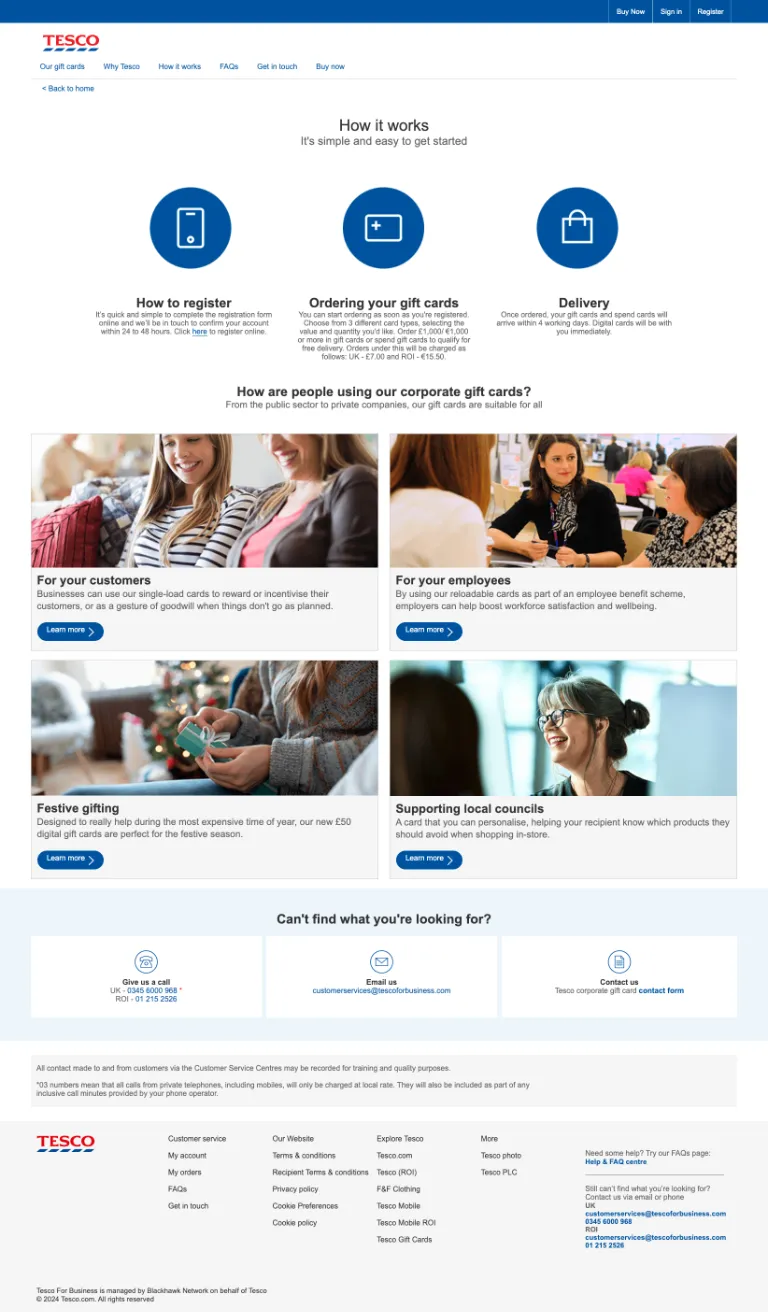 Buy Now Sign in Register
TESCO
Our gift cards Why Tesco How it works FAQs Get in touch Buy now
< Back to home
How it works
It's simple and easy to get started
How to register
It's quick and simple to complete the registration form
online and we'll be in touch to confirm your account
within 24 to 48 hours. Click here to register online.
Ordering your gift cards
You can start ordering as soon as you're registered.
Choose from 3 different card types, selecting the
value and quantity you'd like. Order £1,000/ €1,000
or more in gift cards or spend gift cards to qualify for
free delivery. Orders under this will be charged as
follows: UK - £7.00 and ROI - €15.50.
Delivery
Once ordered, your gift cards and spend cards will
arrive within 4 working days. Digital cards will be with
you immediately.
How are people using our corporate gift cards?
From the public sector to private companies, our gift cards are suitable for all
For your customers
Businesses can use our single-load cards to reward or incentivise their
customers, or as a gesture of goodwill when things don't go as planned.
Learn more
For your employees
By using our reloadable cards as part of an employee benefit scheme,
employers can help boost workforce satisfaction and wellbeing.
Learn more
Festive gifting
Designed to really help during the most expensive time of year, our new £50
digital gift cards are perfect for the festive season.
Learn more
Supporting local councils
A card that you can personalise, helping your recipient know which products they
should avoid when shopping in-store.
Learn more
Can't find what you're looking for?
Give us a call
UK - 0345 6000 968 *
ROI - 01 215 2526
Email us
customerservices@tescoforbusiness.com
Contact us
Tesco corporate gift card contact form
All contact made to and from customers via the Customer Service Centres may be recorded for training and quality purposes.
*03 numbers mean that all calls from private telephones, including mobiles, will only be charged at local rate. They will also be included as part of any
inclusive call minutes provided by your phone operator.
TESCO
Customer service
My account
My orders
FAQs
Get in touch
Our Website
Terms & conditions
Recipient Terms & conditions
Privacy policy
Cookie Preferences
Cookie policy
Explore Tesco
Tesco.com
Tesco (ROI)
F&F Clothing
Tesco Mobile
Tesco Mobile ROI
Tesco Gift Cards
More
Tesco photo
Tesco PLC
Need some help? Try our FAQs page:
Help & FAQ centre
Still can't find what you're looking for?
Contact us via email or phone
UK
customerservices@tescoforbusiness.com
0345 6000 968
ROI
customerservices@tescoforbusiness.com
01 215 2526
Tesco For Business is managed by Blackhawk Network on behalf of Tesco
© 2024 Tesco.com. All rights reserved